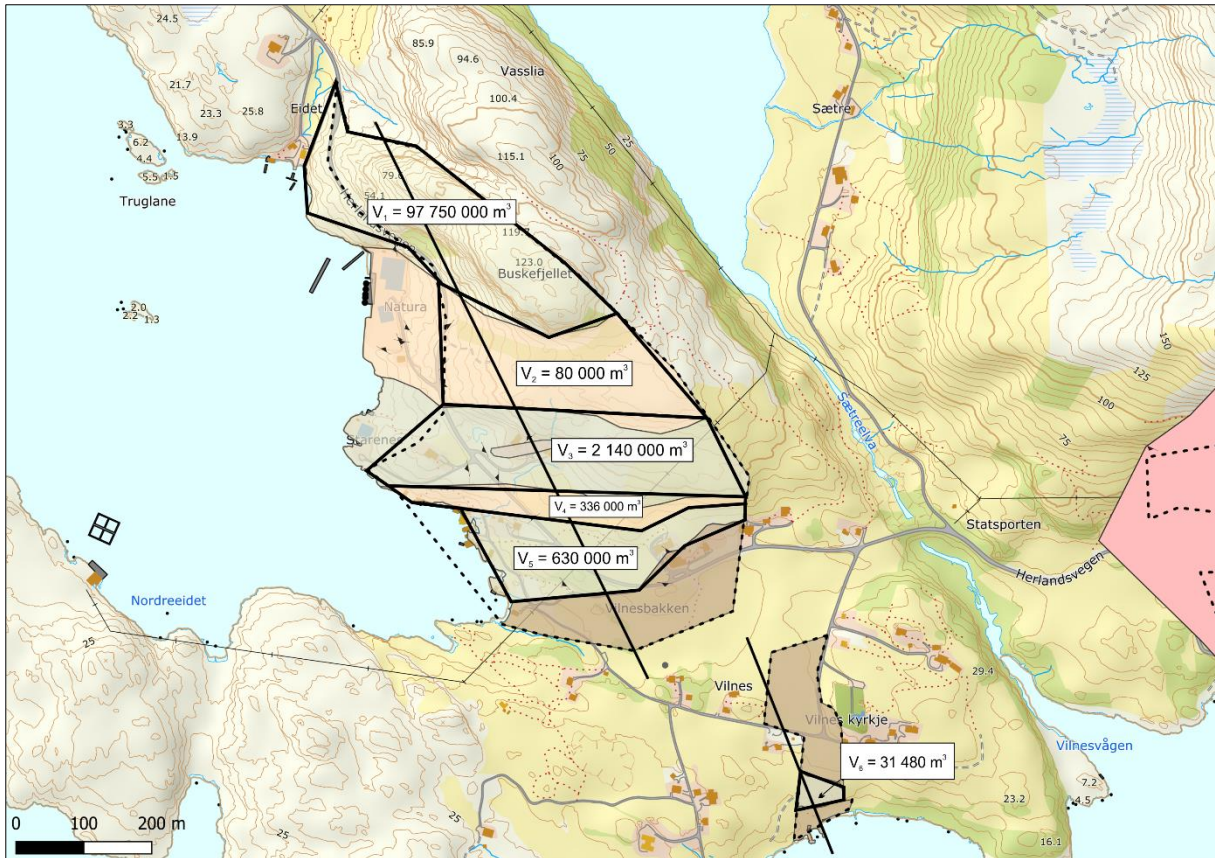 24.5
85.9
94.6
Vasslia
21.7
100.4
25
23.3
25.8
Eidet
Sætre
3.3
50
6.2
13.9
75
4.4
115.1
100
5.5
1.5
79.6
54.1
Truglane
V₁ = 97 750 000 m³
119.7
123.0
Buskefjellet
2.0
2.2
1.3
Natura
150
V₂ = 80 000 m³
125
Sætreelva
100
Starenes
V₃ = 2 140 000 m³
75
V₄ = 336 000 m³
Statsporten
V₅ = 630 000 m³
Herlandsvegen
Nordreeidet
Vilnesbakken
25
29.4
Vilnes
Vilnes kyrkje
Vilnesvågen
V₆ = 31 480 m³
7.2
4.5
23.2
0 100 200 m
25
25
16.1